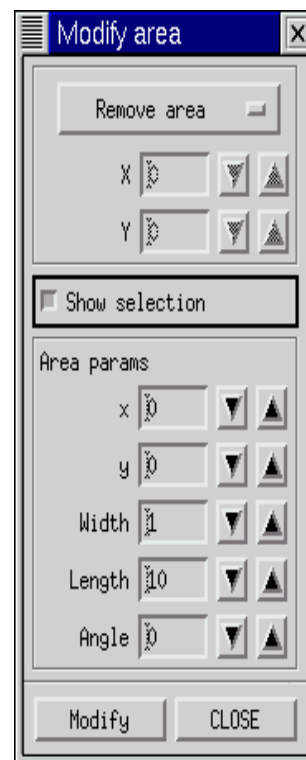 Modify area
Remove area
X 0
Y 0
Show selection
Area params
x 0
y 0
Width 1
Length 10
Angle 0
Modify CLOSE